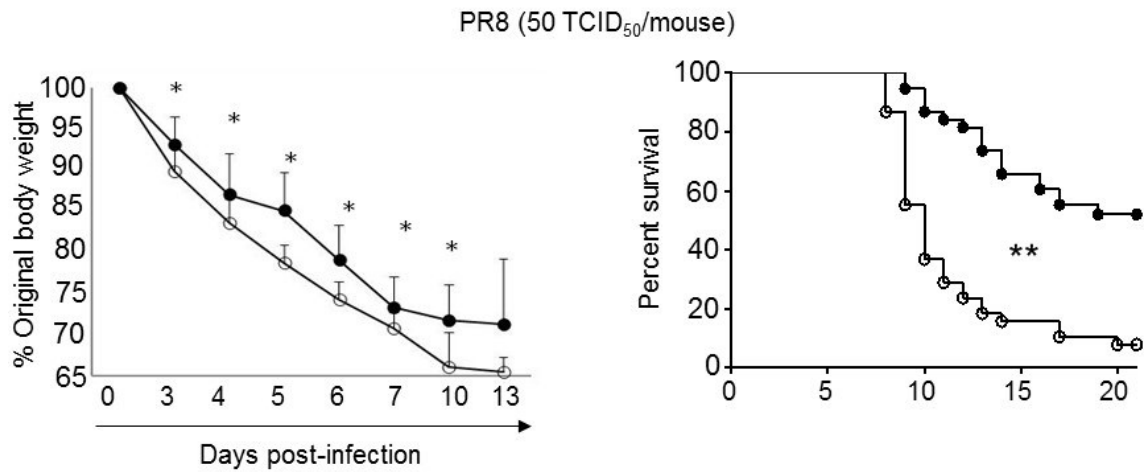 PR8 (50 TCID₅₀/mouse)
% Original body weight
100
95
90
85
80
75
70
65
* * * * * *
0 3 4 5 6 7 10 13
Days post-infection
Percent survival
100
80
60
40
20
0
**
0 5 10 15 20